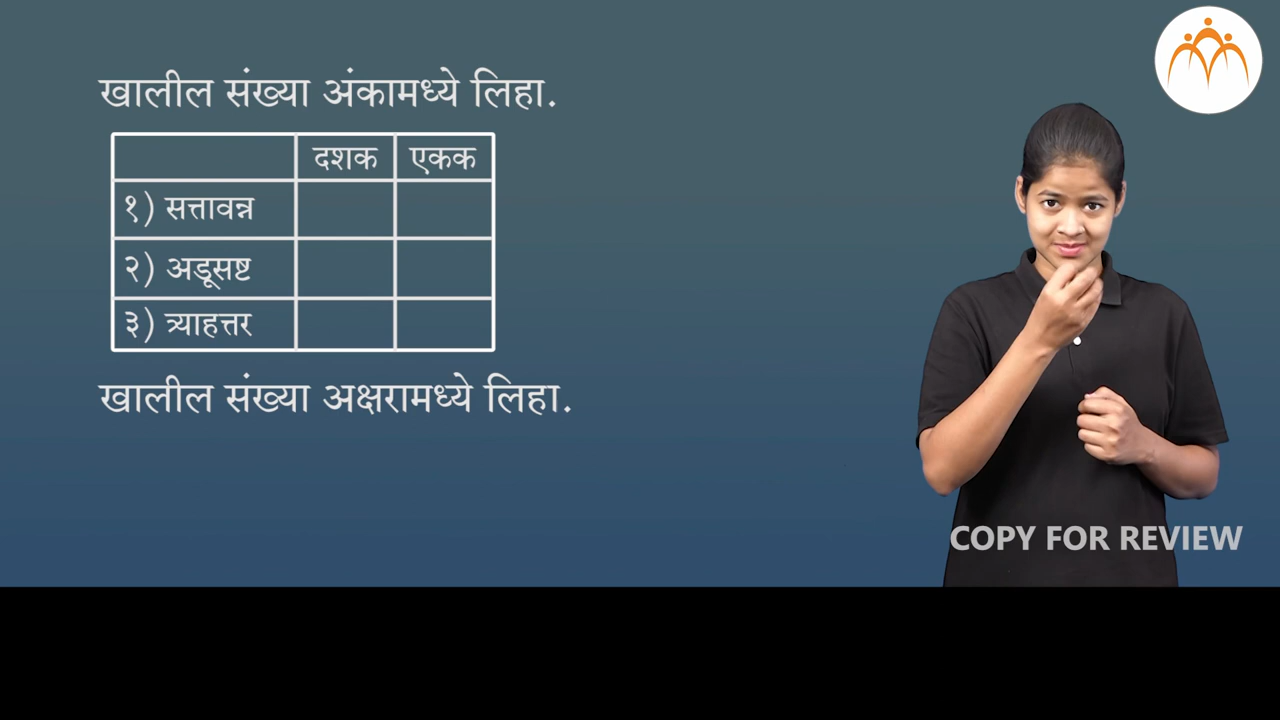 खालील संख्या अंकामध्ये लिहा.
दशक एकक
१) सत्तावन्न
२) अडूसष्ट
३) त्र्याहत्तर
खालील संख्या अक्षरामध्ये लिहा.
COPY FOR REVIEW